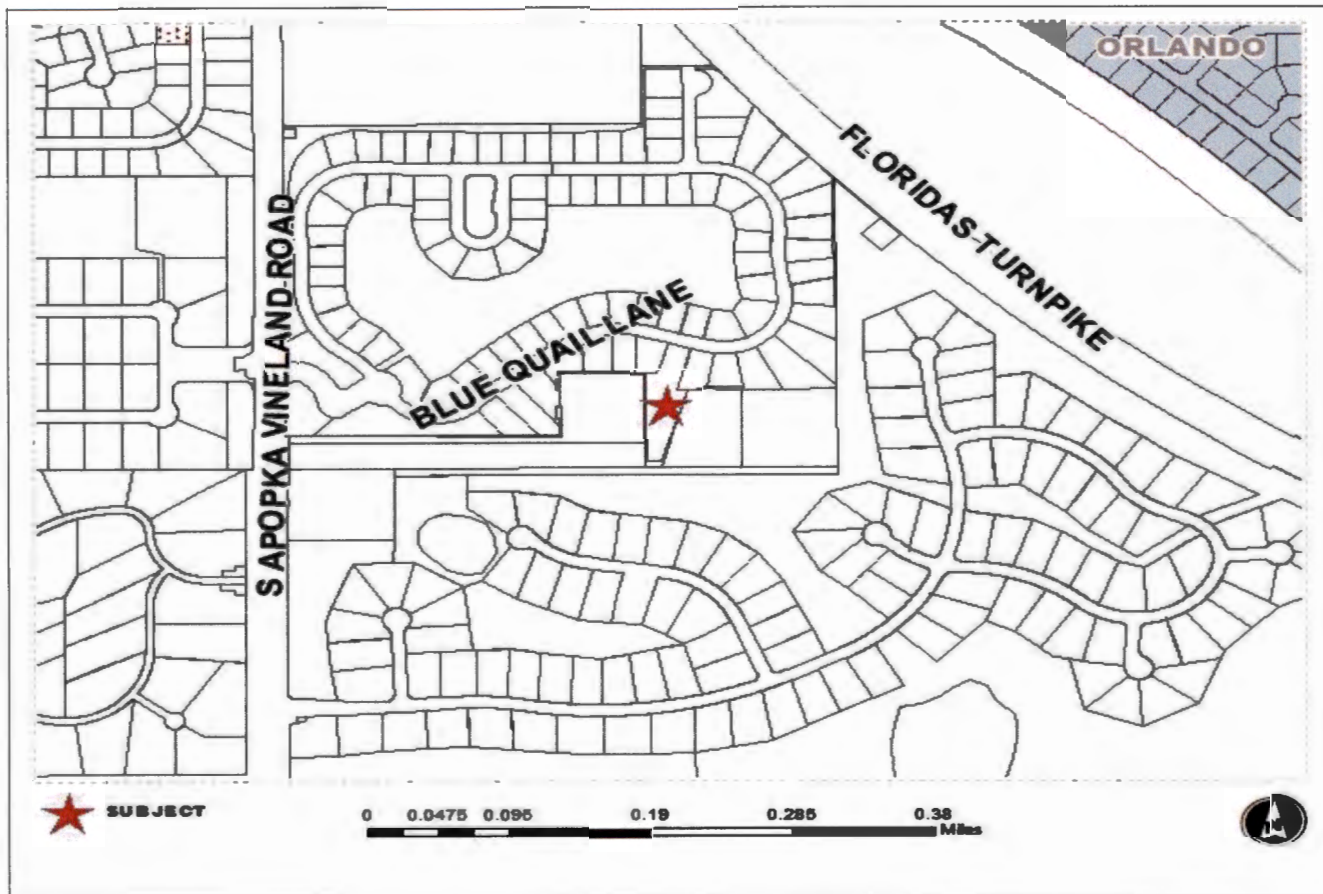 ORLANDO
FLORIDAS-TURNPIKE
S APOPKA VINELAND-ROAD
BLUE-QUAIL-LANE
SUBJECT
0 0.0475 0.095 0.19 0.285 0.38
Miles